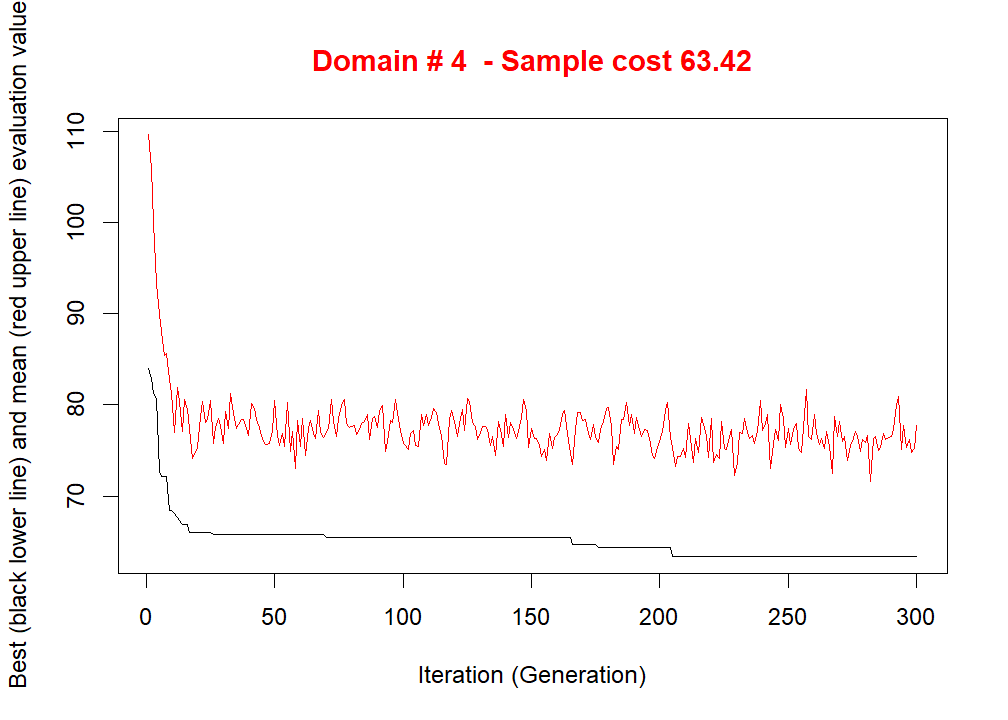 Domain # 4  - Sample cost 63.42
Best (black lower line) and mean (red upper line) evaluation value
110
100
90
80
70
0 50 100 150 200 250 300
Iteration (Generation)